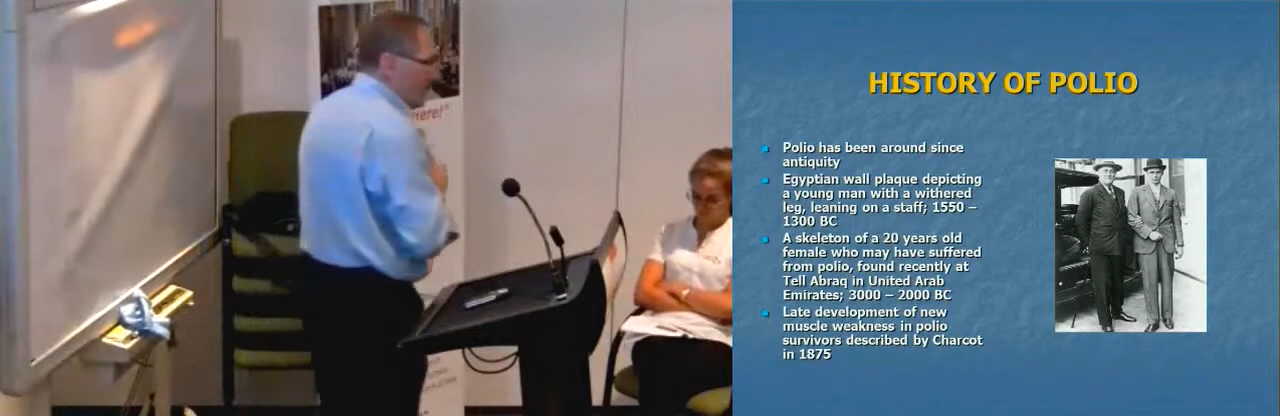 here!"
HISTORY OF POLIO
Polio has been around since
antiquity
Egyptian wall plaque depicting
a young man with a withered
leg, leaning on a staff; 1550 –
1300 BC
A skeleton of a 20 years old
female who may have suffered
from polio, found recently at
Tell Abraq in United Arab
Emirates; 3000 – 2000 BC
Late development of new
muscle weakness in polio
survivors described by Charcot
in 1875